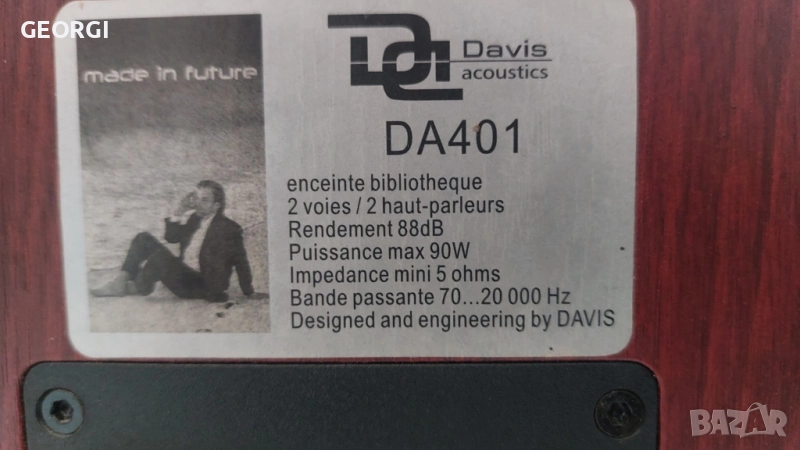 GEORGI
made in future
Davis
acoustics
DA401
enceinte bibliotheque
2 voies / 2 haut-parleurs
Rendement 88dB
Puissance max 90W
Impedance mini 5 ohms
Bande passante 70...20 000 Hz
Designed and engineering by DAVIS
BAZAR